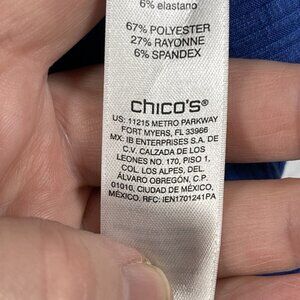 6% elastano
67% POLYESTER
27% RAYONNE
6% SPANDEX
chico's®
US: 11215 METRO PARKWAY
FORT MYERS, FL 33966
MX: IB ENTERPRISES S.A. DE
C.V. CALZADA DE LOS
LEONES NO. 170, PISO 1,
COL. LOS ALPES, DEL.
ÁLVARO OBREGÓN, C.P.
01010, CIUDAD DE MÉXICO,
MÉXICO. RFC: IEN1701241PA